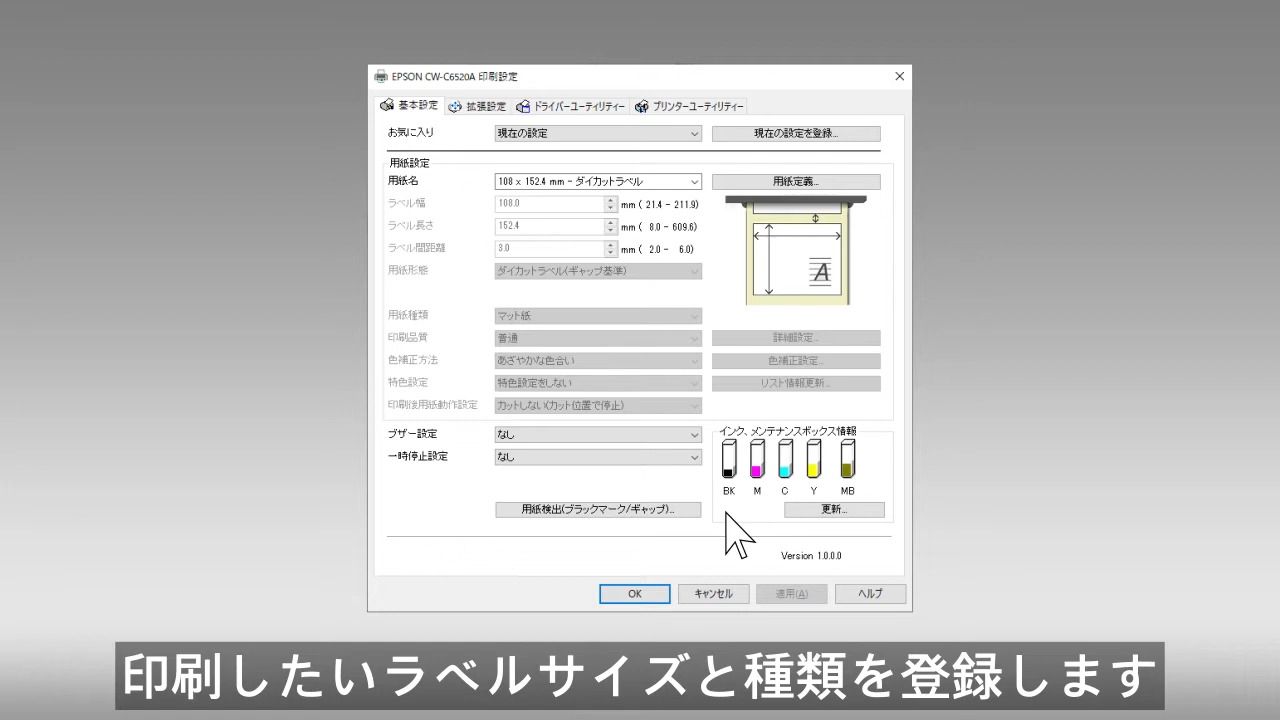 EPSON CW-C6520A 印刷設定
基本設定 拡張設定 ドライバーユーティリティー プリンターユーティリティー
お気に入り 現在の設定 現在の設定を登録...
用紙設定
用紙名 108 x 152.4 mm - ダイカットラベル 用紙定義...
ラベル幅 108.0 mm ( 21.4 - 211.9)
ラベル長さ 152.4 mm ( 8.0 - 609.6)
ラベル間距離 3.0 mm ( 2.0 - 6.0)
用紙形態 ダイカットラベル(ギャップ基準)
A
用紙種類 マット紙
印刷品質 普通 詳細設定...
色補正方法 あざやかな色合い 色補正設定...
特色設定 特色設定をしない リスト情報更新...
印刷後用紙動作設定 カットしない(カット位置で停止)
ブザー設定 なし
一時停止設定 なし
インク、メンテナンスボックス情報
BK M C Y MB
用紙検出(ブラックマーク/ギャップ)... 更新...
Version 1.0.0.0
OK キャンセル 適用(A) ヘルプ
印刷したいラベルサイズと種類を登録します